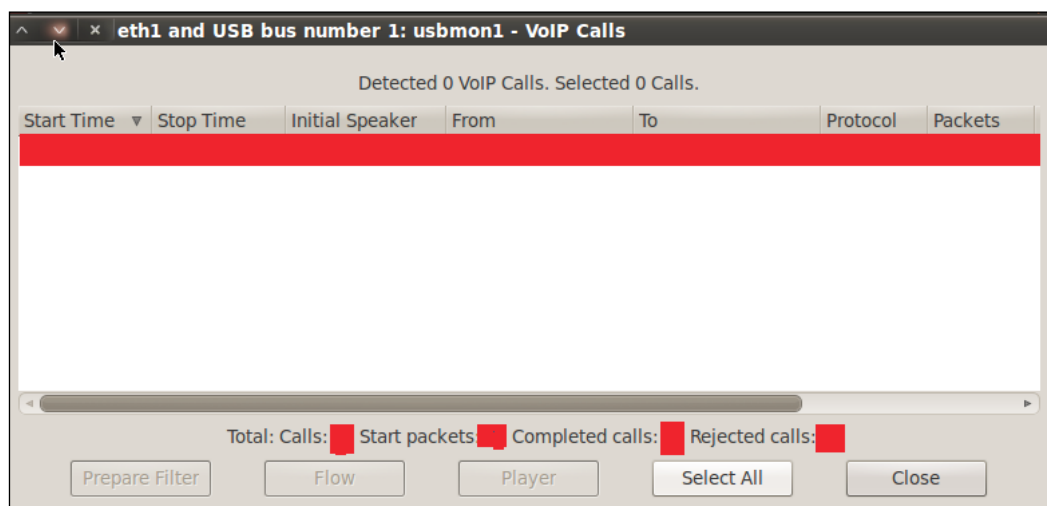 eth1 and USB bus number 1: usbmon1 - VoIP Calls
Detected 0 VoIP Calls. Selected 0 Calls.
Start Time Stop Time Initial Speaker From To Protocol Packets
Total: Calls: Start packets: Completed calls: Rejected calls:
Prepare Filter Flow Player Select All Close